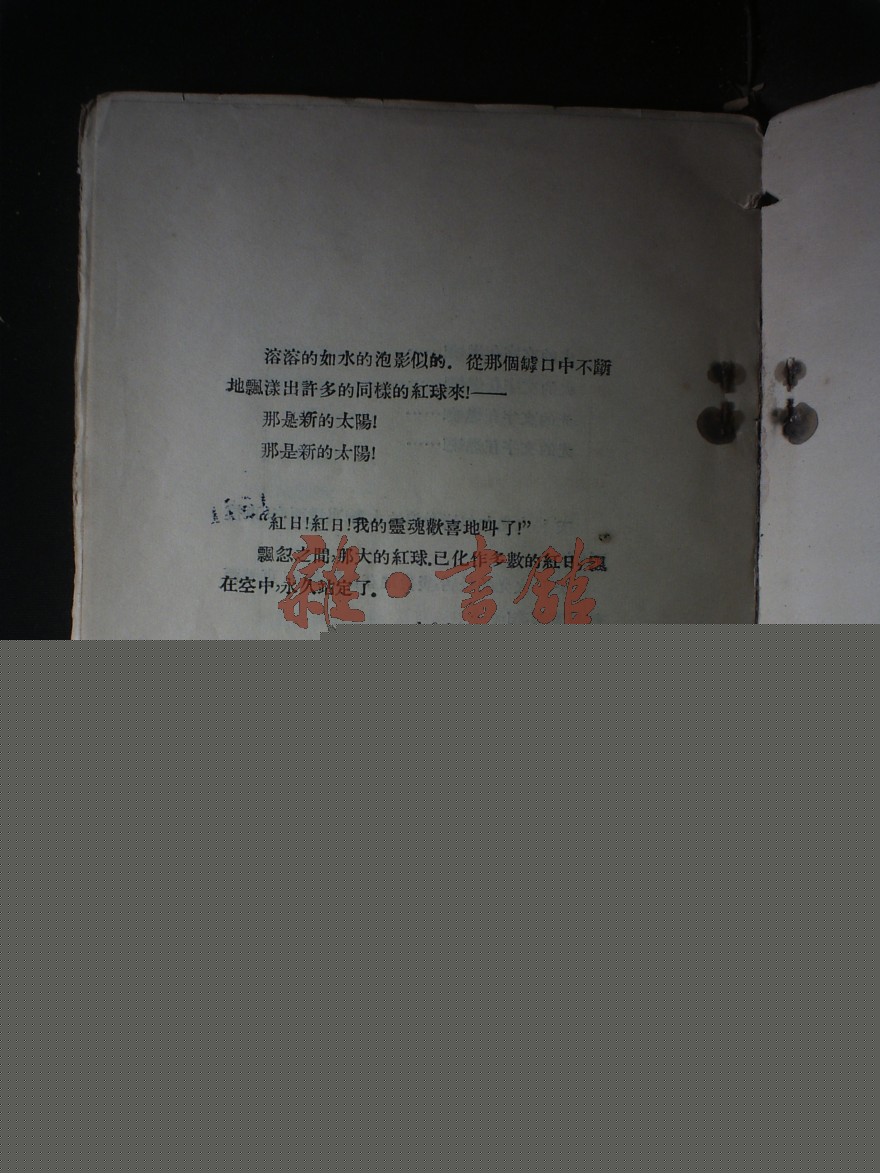 溶溶的如水的泡影似的．從那個罅口中不斷
地飄漾出許多的同樣的紅球來!——
那是新的太陽!
那是新的太陽!
"紅日!紅日!我的靈魂歡喜地叫了!"
飄忽之間,那大的紅球.已化作多數的紅日,飄
在空中,永久站定了.
雜·書館